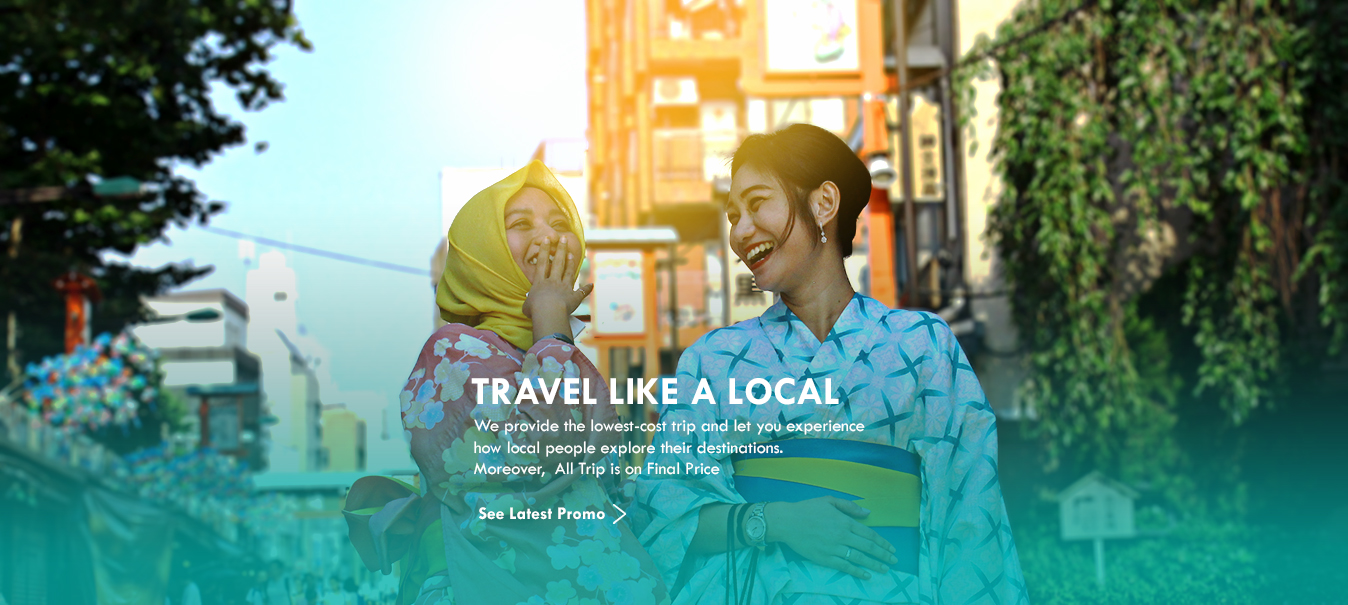 TRAVEL LIKE A LOCAL
We provide the lowest-cost trip and let you experience
how local people explore their destinations.
Moreover, All Trip is on Final Price
See Latest Promo